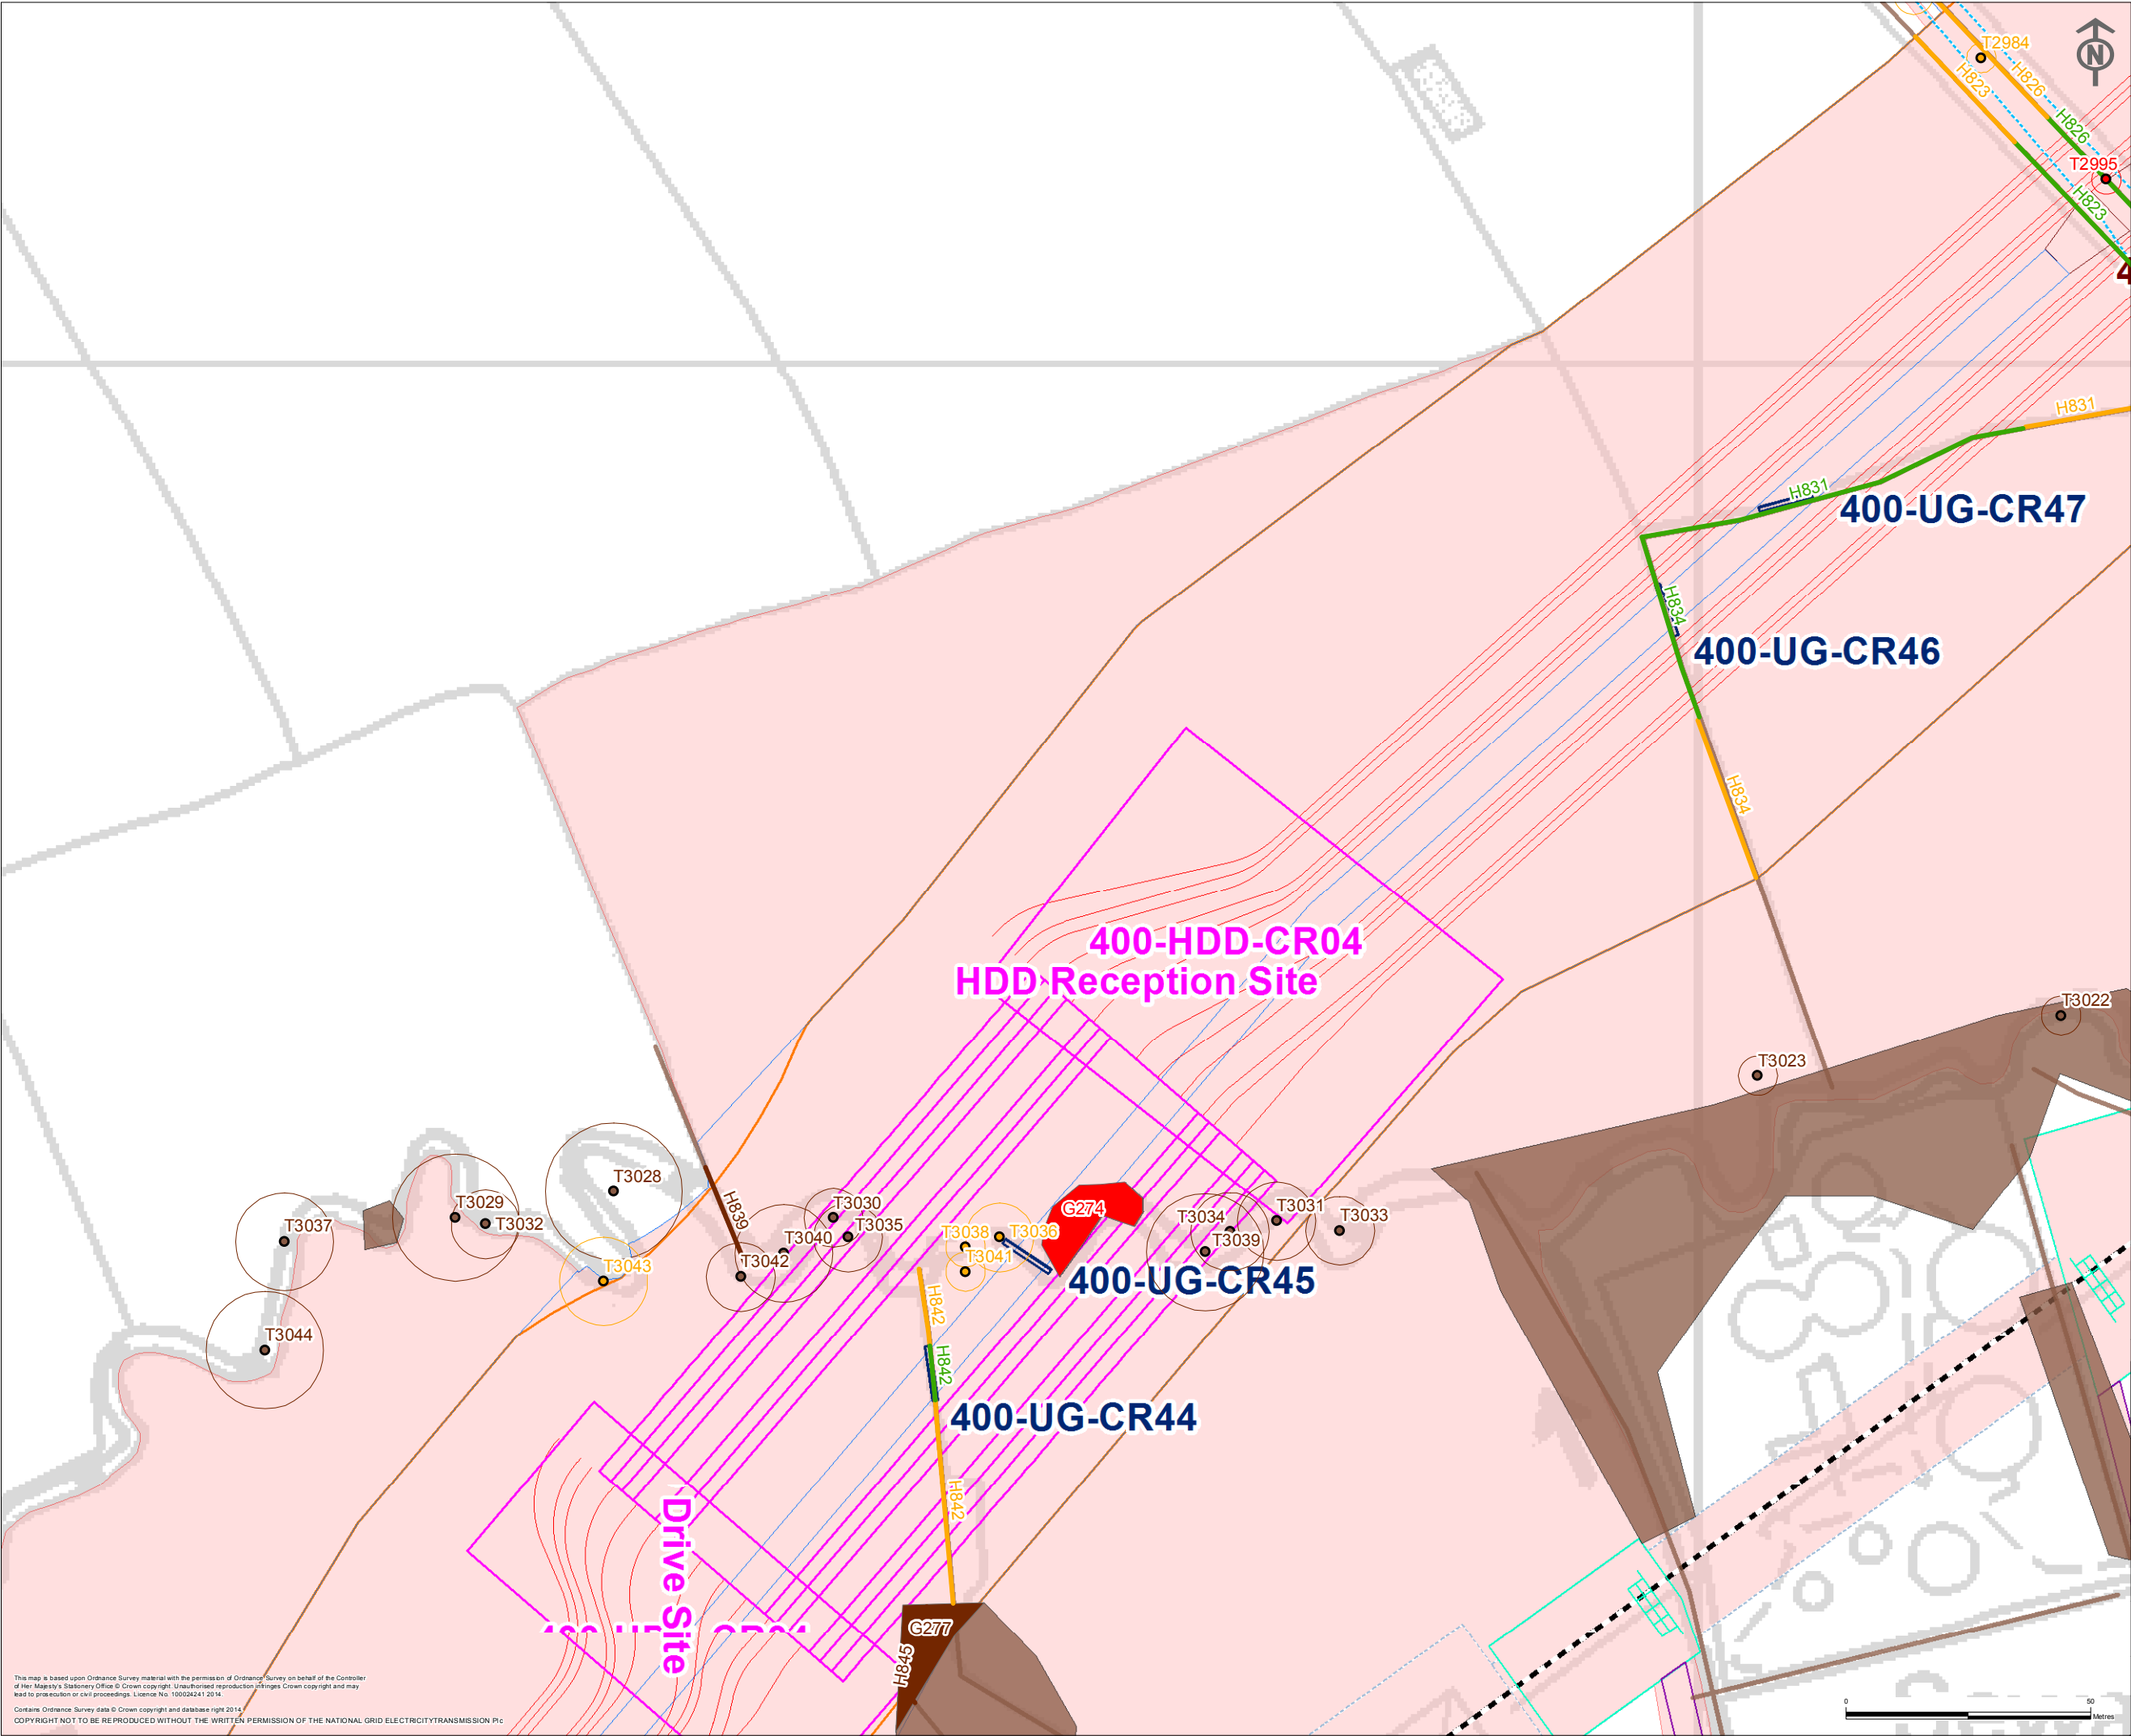 T2984
N
H823
H826
H826
T2995
H823
4
H831
H831
400-UG-CR47
H834
400-UG-CR46
H834
400-HDD-CR04
HDD Reception Site
T3022
T3023
T3028
T3029
T3032
T3037
H839
T3030
T3035
T3040
T3042
T3043
T3038
T3036
T3041
G274
T3034
T3031
T3039
T3033
400-UG-CR45
T3044
H842
H842
400-UG-CR44
H842
Drive Site
G277
H845
This map is based upon Ordnance Survey material with the permission of Ordnance Survey on behalf of the Controller
of Her Majesty's Stationery Office © Crown copyright. Unauthorised reproduction infringes Crown copyright and may
lead to prosecution or civil proceedings. Licence No. 100024241 2014
Contains Ordnance Survey data © Crown copyright and database right 2014
COPYRIGHT NOT TO BE REPRODUCED WITHOUT THE WRITTEN PERMISSION OF THE NATIONAL GRID ELECTRICITYTRANSMISSION Plc
0 50
Metres